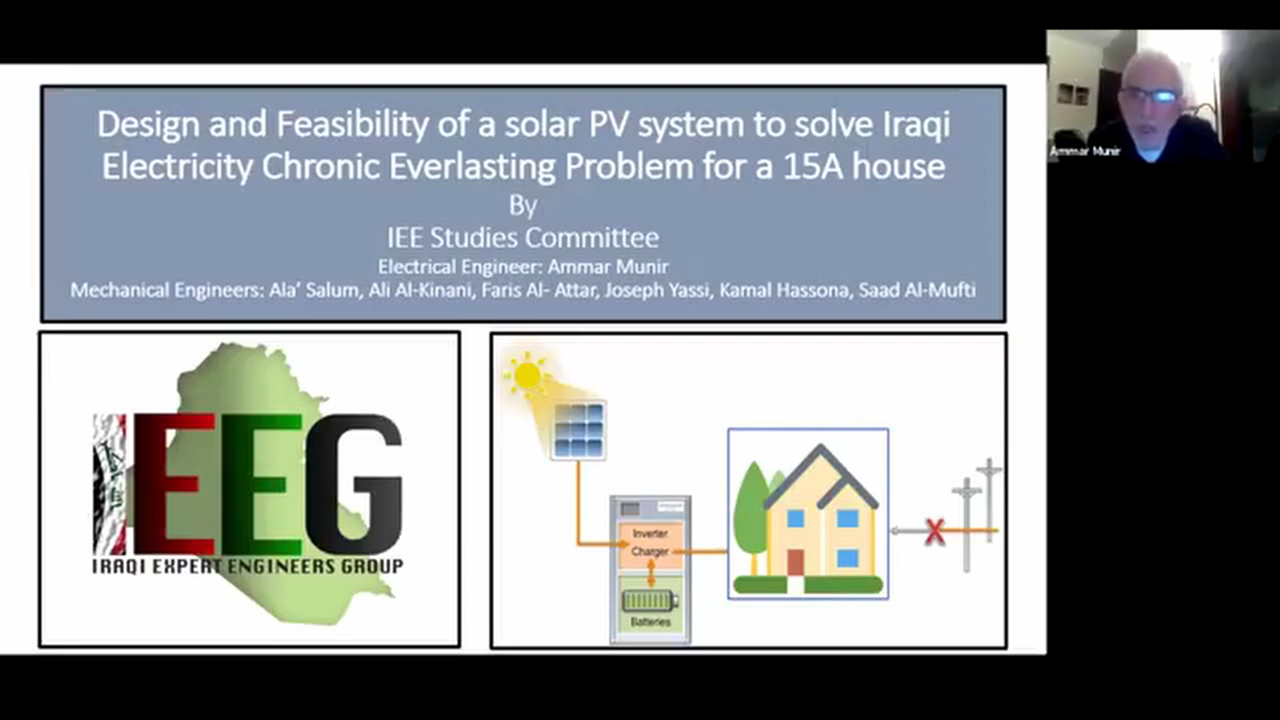 Design and Feasibility of a solar PV system to solve Iraqi
Electricity Chronic Everlasting Problem for a 15A house
By
IEE Studies Committee
Electrical Engineer: Ammar Munir
Mechanical Engineers: Ala’ Salum, Ali Al-Kinani, Faris Al- Attar, Joseph Yassi, Kamal Hassona, Saad Al-Mufti
Ammar Munir
IEEG
IRAQI EXPERT ENGINEERS GROUP
Inverter
Charger
Batteries